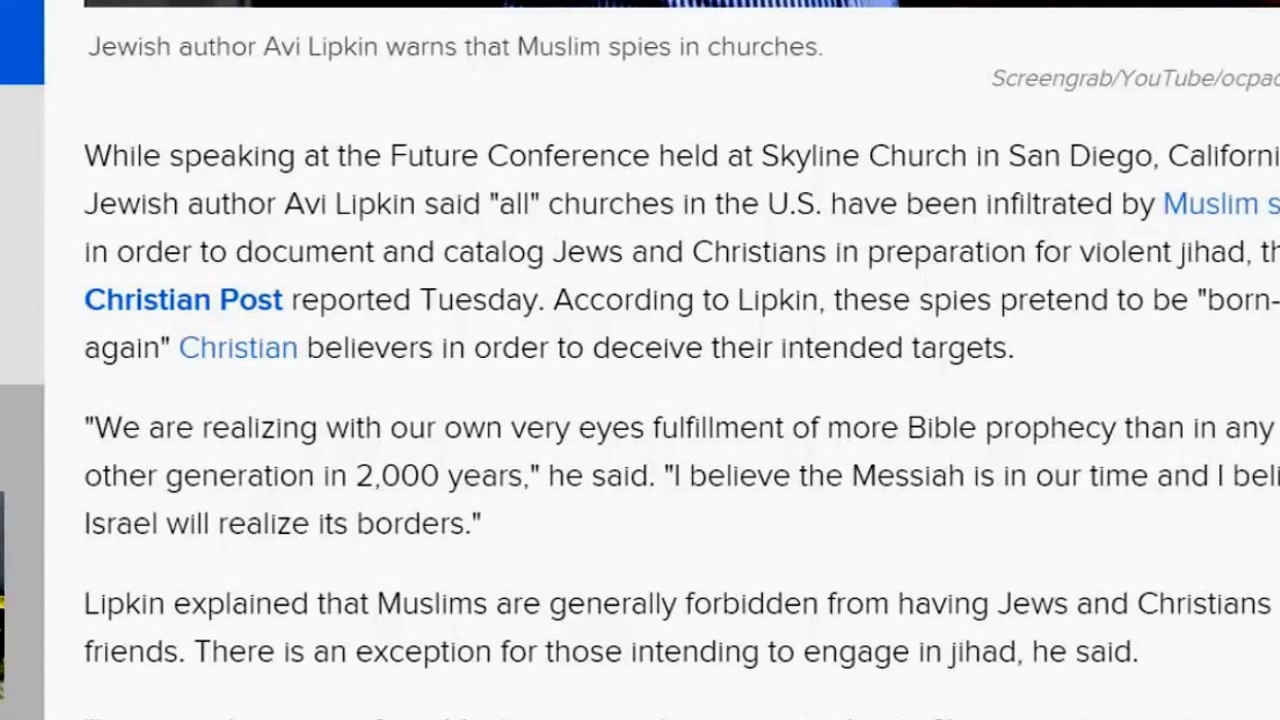 Jewish author Avi Lipkin warns that Muslim spies in churches.
Screengrab/YouTube/ocpac
While speaking at the Future Conference held at Skyline Church in San Diego, Californi
Jewish author Avi Lipkin said "all" churches in the U.S. have been infiltrated by Muslim s
in order to document and catalog Jews and Christians in preparation for violent jihad, th
Christian Post reported Tuesday. According to Lipkin, these spies pretend to be "born-
again" Christian believers in order to deceive their intended targets.
"We are realizing with our own very eyes fulfillment of more Bible prophecy than in any
other generation in 2,000 years," he said. "I believe the Messiah is in our time and I beli
Israel will realize its borders."
Lipkin explained that Muslims are generally forbidden from having Jews and Christians
friends. There is an exception for those intending to engage in jihad, he said.